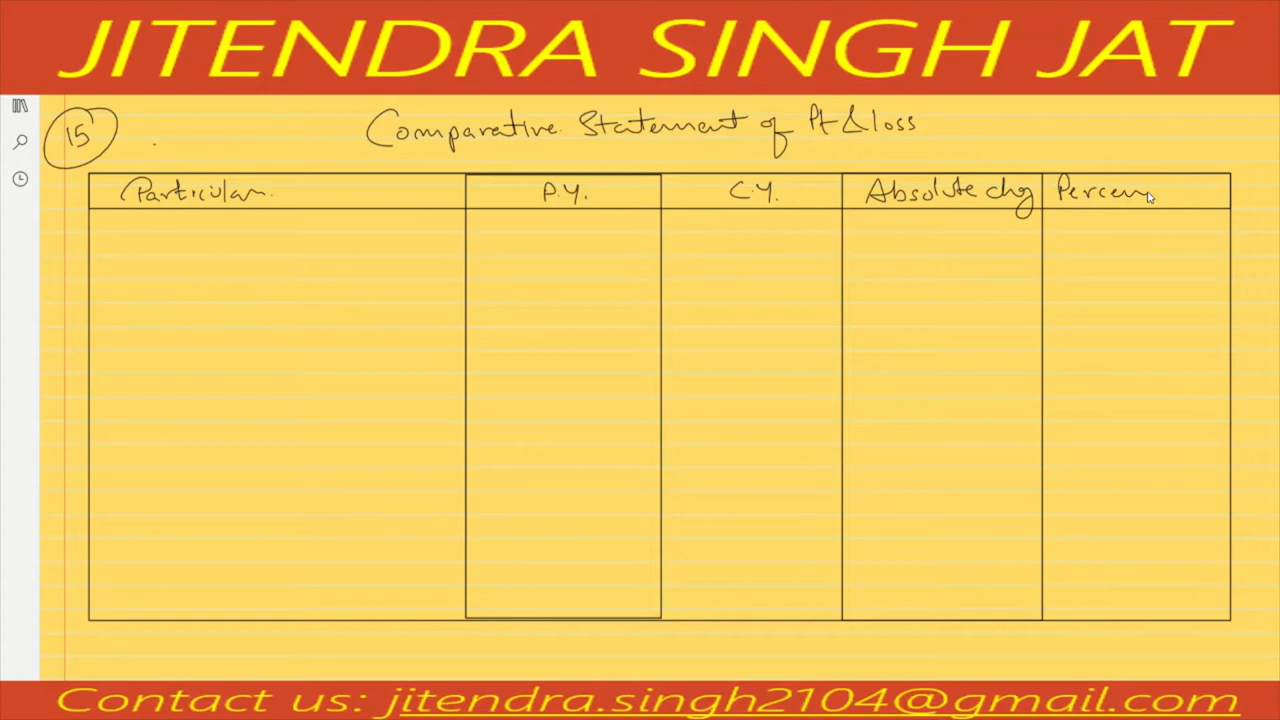 JITENDRA SINGH JAT
15 Comparative Statement of Pt & loss
Particular P.Y. C.Y. Absolute chg Percen
Contact us: jitendra.singh2104@gmail.com